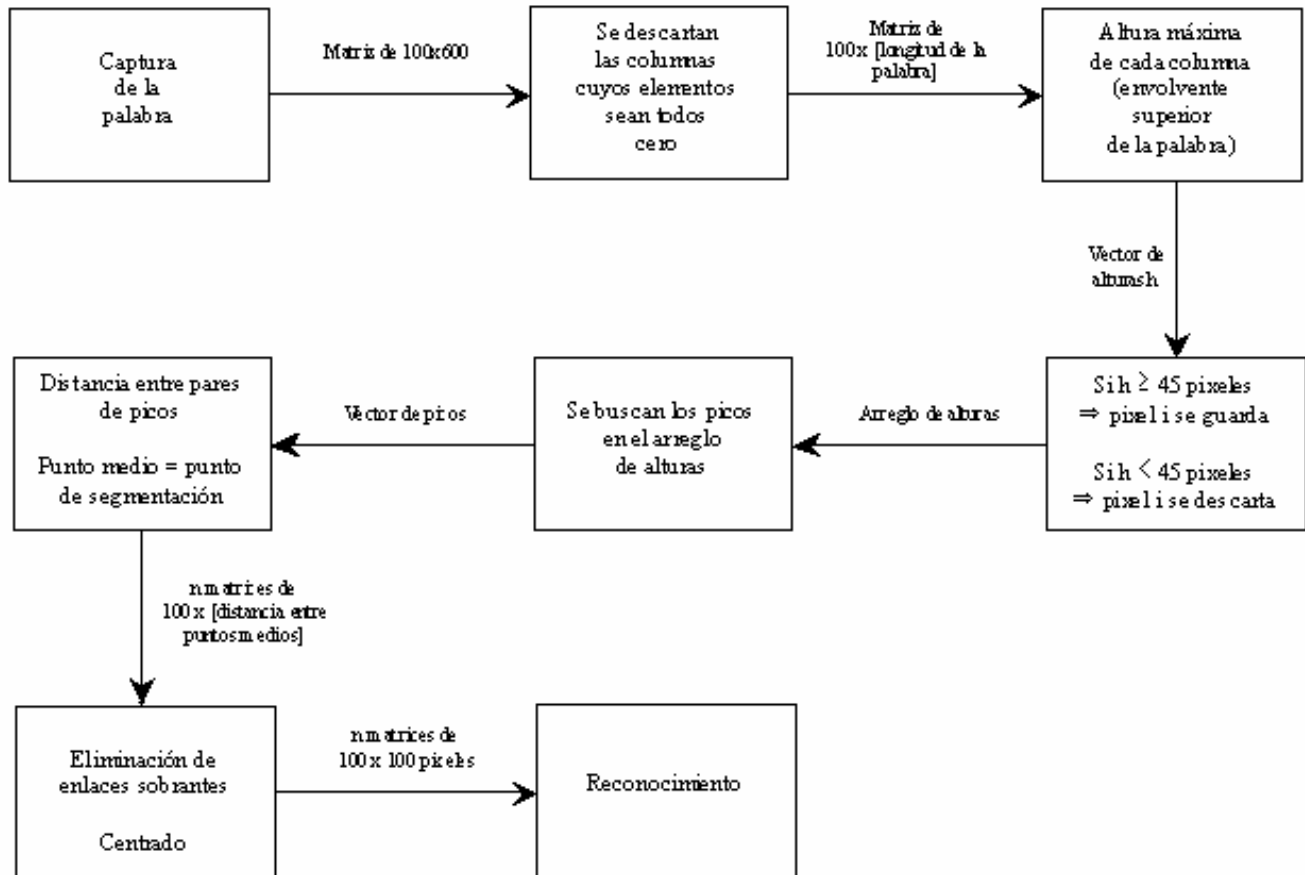 Captura
de la
palabra
Matriz de 100x600
Se descartan
las columnas
cuyos elementos
sean todos
cero
Matriz de
100 x [longitud de la
palabra]
Altura máxima
de cada columna
(envolvente
superior
de la palabra)
Vector de
alturas h
Si h ≥ 45 pixeles
⇒ pixel i se guarda
Si h < 45 pixeles
⇒ pixel i se descarta
Arreglo de alturas
Se buscan los picos
en el arreglo
de alturas
Vector de picos
Distancia entre pares
de picos
Punto medio = punto
de segmentación
n matrices de
100 x [distancia entre
puntos medios]
Eliminación de
enlaces sobrantes
Centrado
n matrices de
100 x 100 pixeles
Reconocimiento